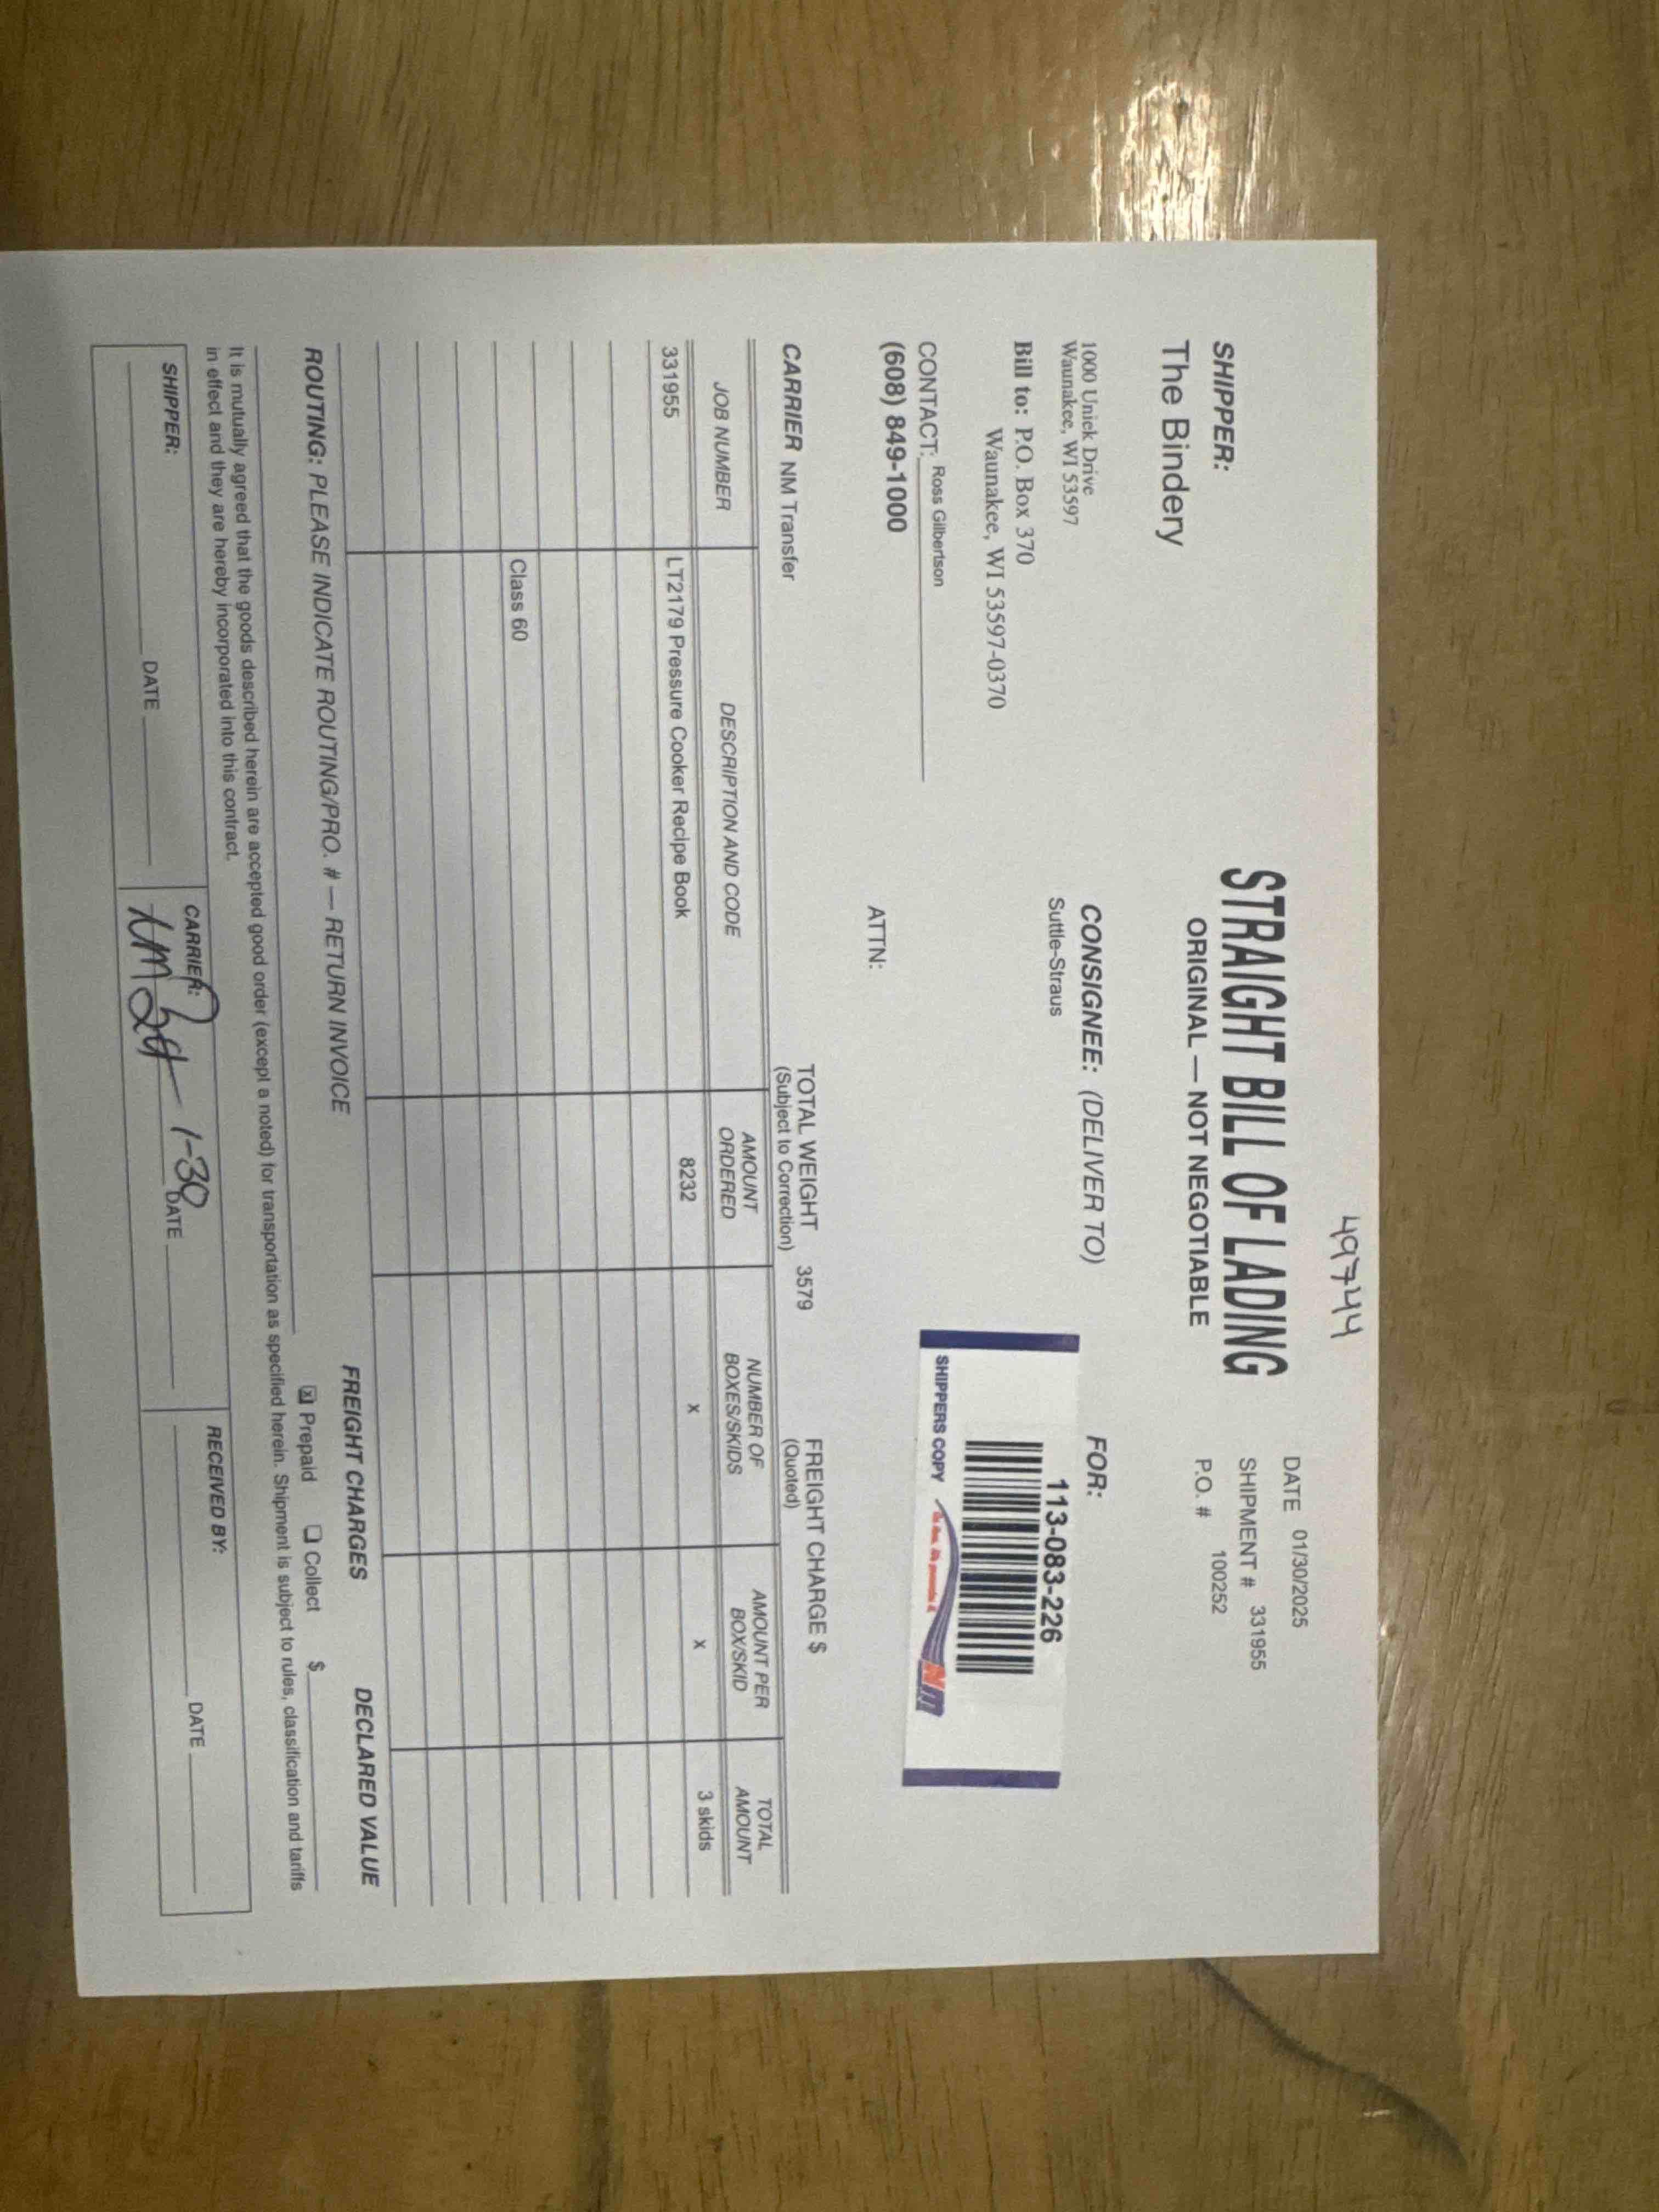 49744
STRAIGHT BILL OF LADING
ORIGINAL — NOT NEGOTIABLE
DATE 01/30/2025
SHIPMENT # 331955
P.O. # 100252
SHIPPER:
The Bindery
1000 Unick Drive
Waunakee, WI 53597
Bill to: P.O. Box 370
Waunakee, WI 53597-0370
CONTACT: Ross Gilbertson
(608) 849-1000
CONSIGNEE: (DELIVER TO)
Suttle-Straus
ATTN:
FOR:
113-083-226
SHIPPERS COPY
CARRIER NM Transfer
TOTAL WEIGHT 3579
(Subject to Correction)
FREIGHT CHARGE $
(Quoted)
JOB NUMBER DESCRIPTION AND CODE AMOUNT ORDERED NUMBER OF BOXES/SKIDS AMOUNT PER BOX/SKID TOTAL AMOUNT
331955 LT2179 Pressure Cooker Recipe Book 8232 x x 3 skids
Class 60
ROUTING: PLEASE INDICATE ROUTING/PRO. # — RETURN INVOICE
FREIGHT CHARGES
DECLARED VALUE
x Prepaid Collect $
It is mutually agreed that the goods described herein are accepted good order (except a noted) for transportation as specified herein. Shipment is subject to rules, classification and tariffs
in effect and they are hereby incorporated into this contract.
SHIPPER: DATE
CARRIER: 1-30 DATE
RECEIVED BY: DATE